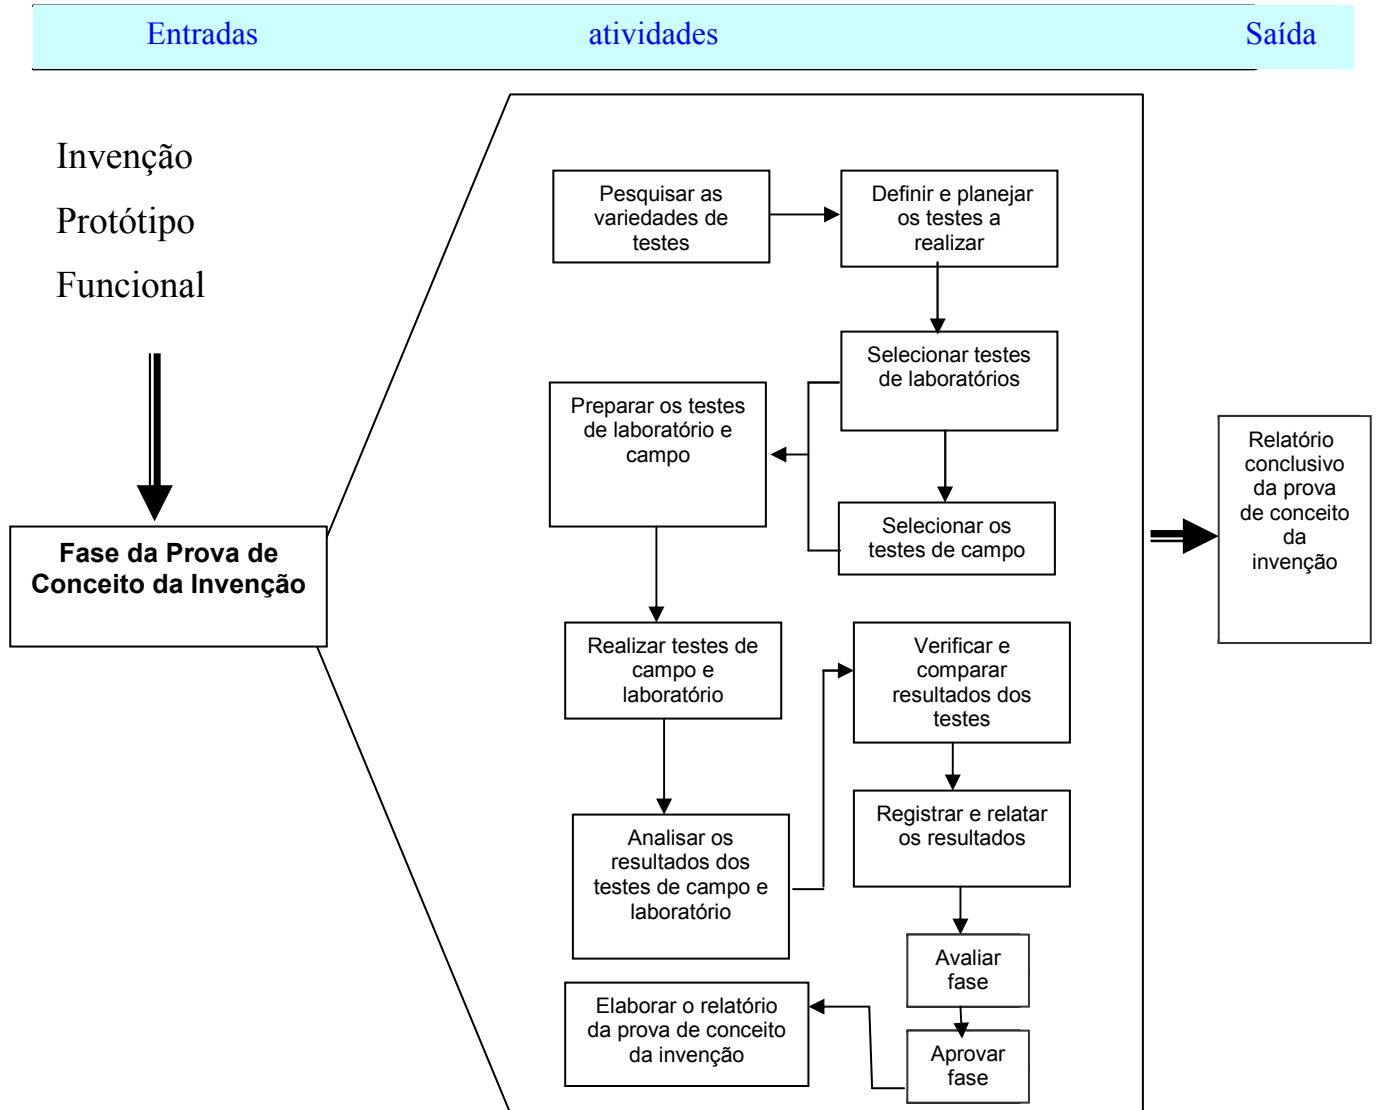 Entradas atividades Saída
Invenção
Protótipo
Funcional
Fase da Prova de
Conceito da Invenção
Pesquisar as
variedades de
testes
Definir e planejar
os testes a
realizar
Selecionar testes
de laboratórios
Preparar os testes
de laboratório e
campo
Selecionar os
testes de campo
Realizar testes de
campo e
laboratório
Verificar e
comparar
resultados dos
testes
Analisar os
resultados dos
testes de campo e
laboratório
Registrar e relatar
os resultados
Avaliar
fase
Aprovar
fase
Elaborar o relatório
da prova de conceito
da invenção
Relatório
conclusivo
da prova
de conceito
da
invenção